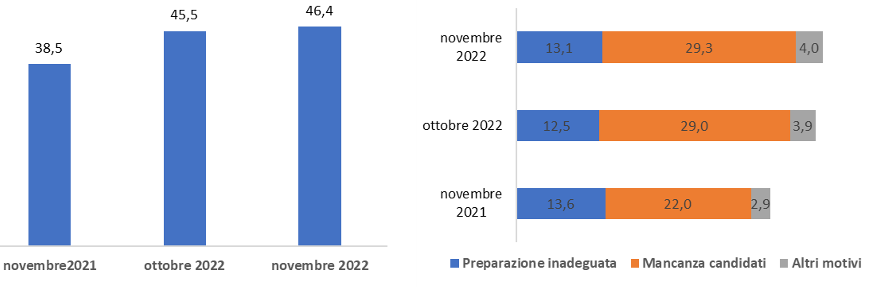 38,5
45,5
46,4
novembre2021
ottobre 2022
novembre 2022
novembre
2022
13,1
29,3
4,0
ottobre 2022
12,5
29,0
3,9
novembre
2021
13,6
22,0
2,9
Preparazione inadeguata
Mancanza candidati
Altri motivi